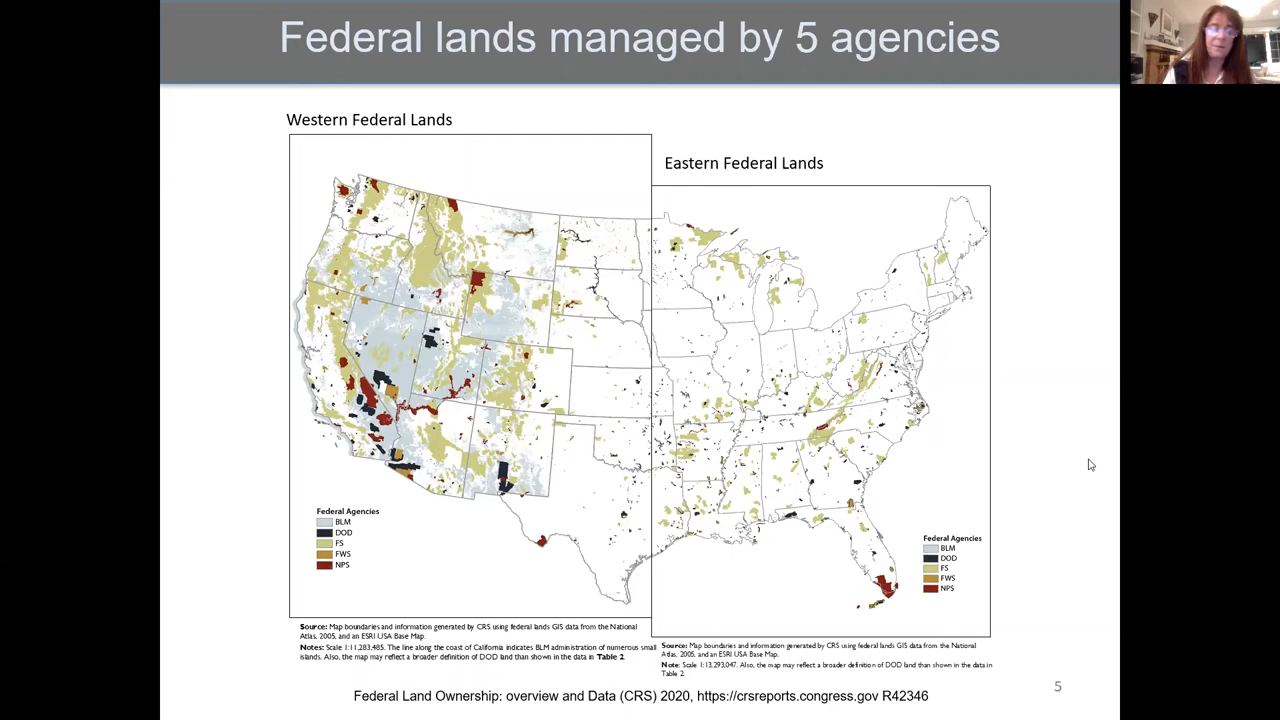 Federal lands managed by 5 agencies
Western Federal Lands
Eastern Federal Lands
Federal Agencies
BLM
DOD
FS
FWS
NPS
Federal Agencies
BLM
DOD
FS
FWS
NPS
Source: Map boundaries and information generated by CRS using federal lands GIS data from the National
Atlas, 2005, and an ESRI USA Base Map.
Notes: Scale 1:11,283,485. The line along the coast of California indicates BLM administration of numerous small
islands. Also, the map may reflect a broader definition of DOD land than shown in the data in Table 2.
Source: Map boundaries and information generated by CRS using federal lands GIS data from the National
Atlas, 2005, and an ESRI USA Base Map.
Note: Scale 1:13,293,047. Also, the map may reflect a broader definition of DOD land than shown in the data in
Table 2.
Federal Land Ownership: overview and Data (CRS) 2020, https://crsreports.congress.gov R42346
5